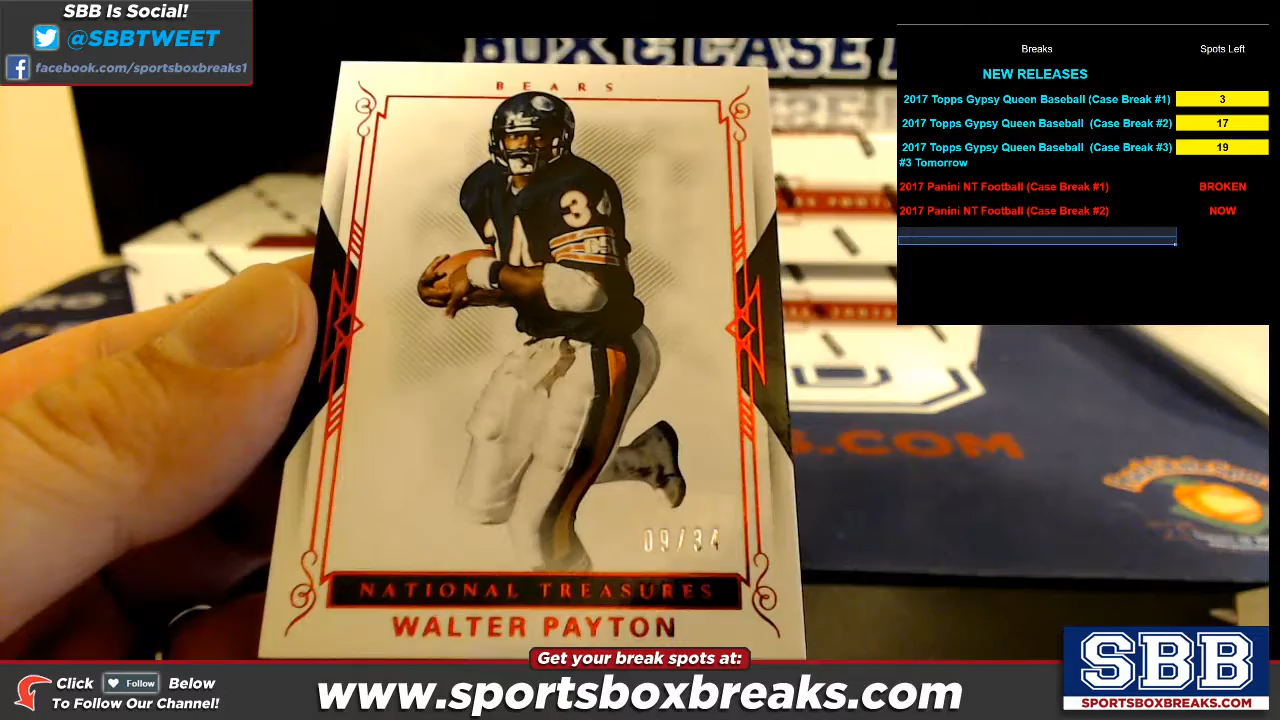 SBB Is Social!
@SBBTWEET
facebook.com/sportsboxbreaks1
BOX & CASE
Breaks Spots Left
NEW RELEASES
2017 Topps Gypsy Queen Baseball (Case Break #1) 3
2017 Topps Gypsy Queen Baseball (Case Break #2) 17
2017 Topps Gypsy Queen Baseball (Case Break #3) 19
#3 Tomorrow
2017 Panini NT Football (Case Break #1) BROKEN
2017 Panini NT Football (Case Break #2) NOW
BEARS
34
S.COM
09/34
NATIONAL TREASURES
WALTER PAYTON
Get your break spots at:
Click Follow Below
To Follow Our Channel!
www.sportsboxbreaks.com
SBB
SPORTSBOXBREAKS.COM